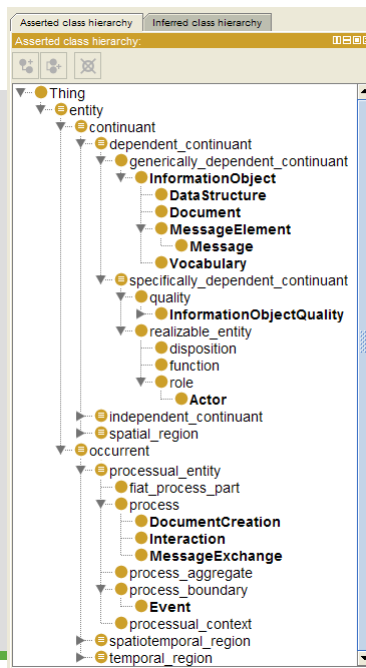 Asserted class hierarchy Inferred class hierarchy
Asserted class hierarchy:
Thing
entity
continuant
dependent_continuant
generically_dependent_continuant
InformationObject
DataStructure
Document
MessageElement
Message
Vocabulary
specifically_dependent_continuant
quality
InformationObjectQuality
realizable_entity
disposition
function
role
Actor
independent_continuant
spatial_region
occurrent
processual_entity
fiat_process_part
process
DocumentCreation
Interaction
MessageExchange
process_aggregate
process_boundary
Event
processual_context
spatiotemporal_region
temporal_region